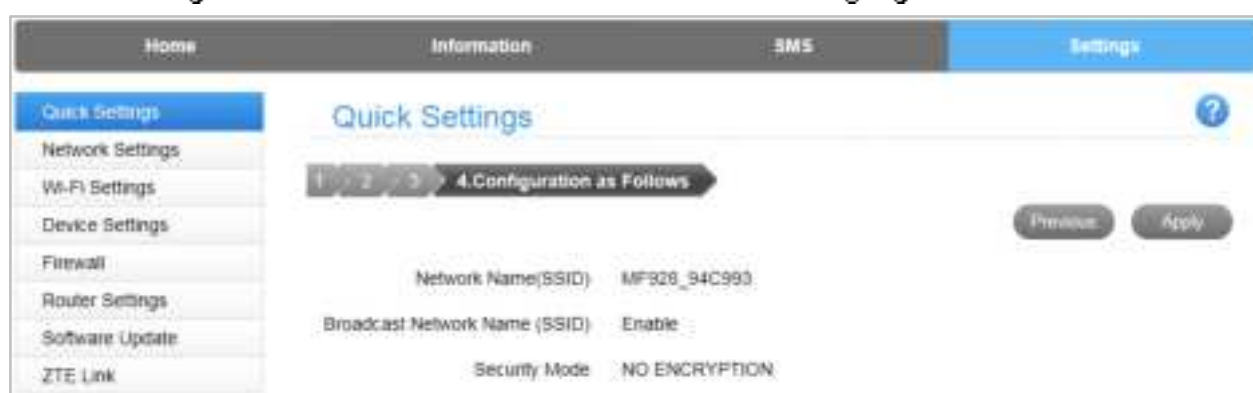 Home Information SMS Settings
Quick Settings
Network Settings
Wi-Fi Settings
Device Settings
Firewall
Router Settings
Software Update
ZTE Link
Quick Settings
?
1 2 3 4.Configuration as Follows
Previous Apply
Network Name(SSID) MF928_94C993
Broadcast Network Name (SSID) Enable
Security Mode NO ENCRYPTION